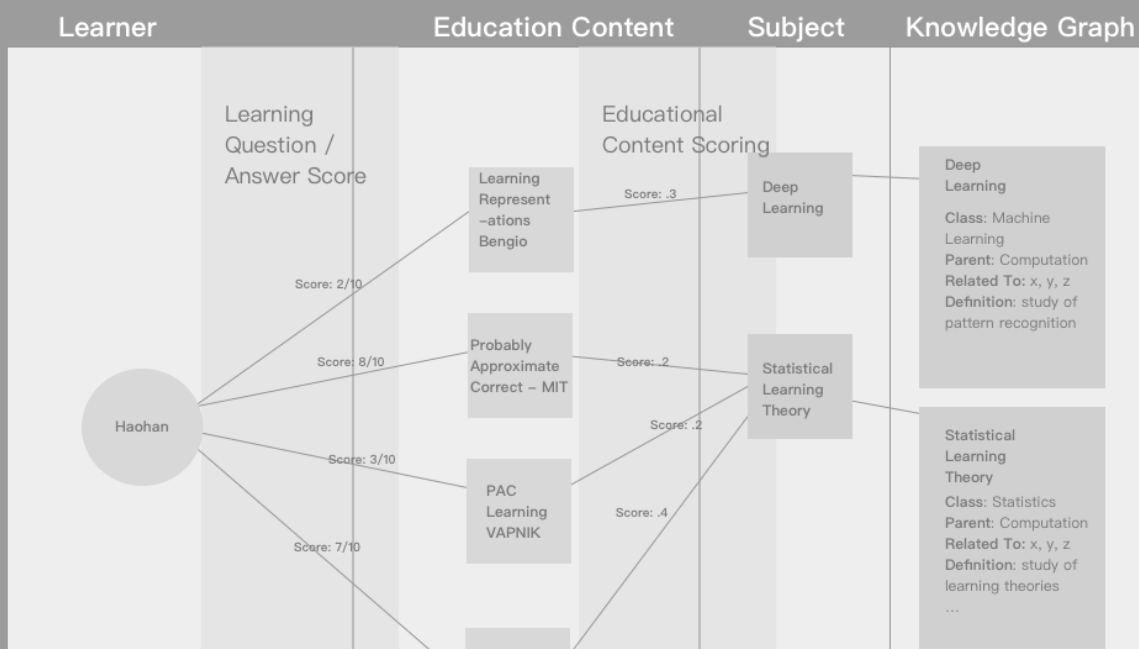 Learner
Education Content
Subject
Knowledge Graph
Learning
Question /
Answer Score
Educational
Content Scoring
Learning
Represent
-ations
Bengio
Score: .3
Deep
Learning
Deep
Learning
Class: Machine
Learning
Parent: Computation
Related To: x, y, z
Definition: study of
pattern recognition
Score: 2/10
Score: 8/10
Probably
Approximate
Correct - MIT
Score: .2
Statistical
Learning
Theory
Haohan
Score: .2
Score: 3/10
PAC
Learning
VAPNIK
Score: .4
Score: 7/10
Statistical
Learning
Theory
Class: Statistics
Parent: Computation
Related To: x, y, z
Definition: study of
learning theories
...